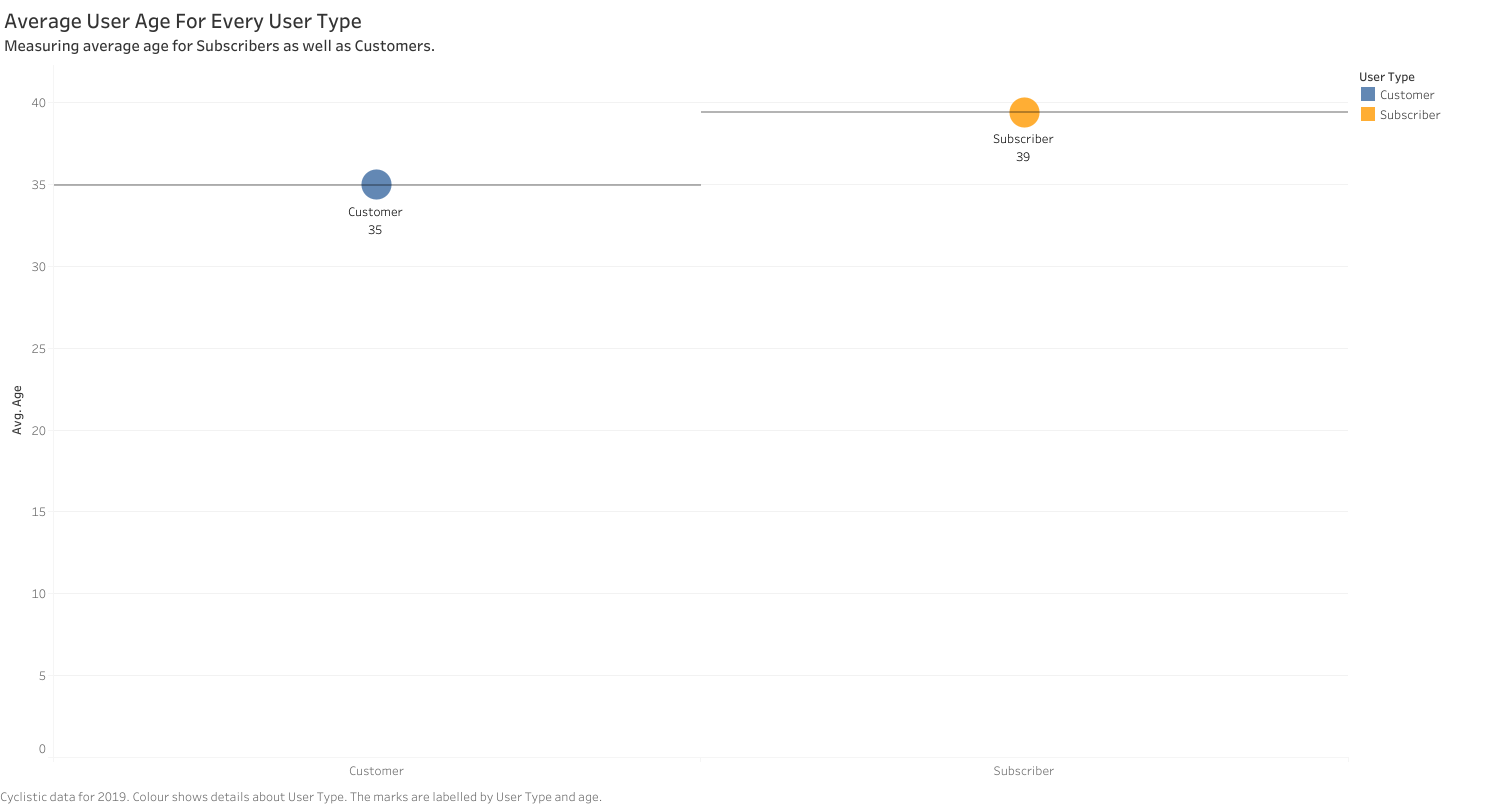 Average User Age For Every User Type
Measuring average age for Subscribers as well as Customers.
User Type
Customer
Subscriber
40
35
30
25
20
15
10
5
0
Avg. Age
Subscriber
39
Customer
35
Customer
Subscriber
Cyclistic data for 2019. Colour shows details about User Type. The marks are labelled by User Type and age.